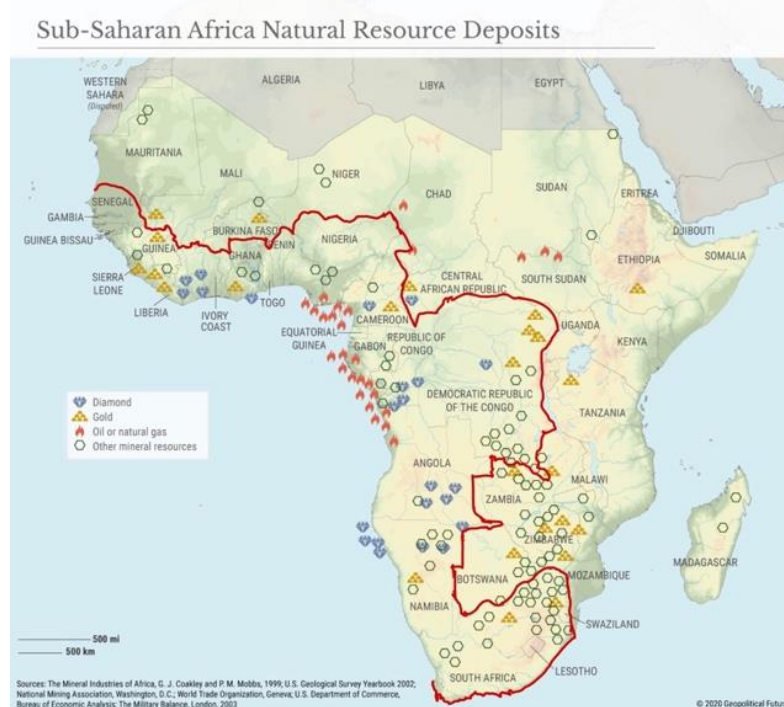 Sub-Saharan Africa Natural Resource Deposits
WESTERN
SAHARA
(Disputed)
ALGERIA
LIBYA
EGYPT
MAURITANIA
MALI
NIGER
CHAD
SUDAN
ERITREA
SENEGAL
GAMBIA
GUINEA BISSAU
GUINEA
BURKINA FASO
BENIN
NIGERIA
DJIBOUTI
SOMALIA
ETHIOPIA
SIERRA
LEONE
GHANA
CENTRAL
AFRICAN REPUBLIC
SOUTH SUDAN
LIBERIA
IVORY
COAST
TOGO
CAMEROON
EQUATORIAL
GUINEA
GABON
REPUBLIC OF
CONGO
UGANDA
KENYA
Diamond
Gold
Oil or natural gas
Other mineral resources
DEMOCRATIC REPUBLIC
OF THE CONGO
TANZANIA
ANGOLA
ZAMBIA
MALAWI
ZIMBABWE
MADAGASCAR
BOTSWANA
MOZAMBIQUE
NAMIBIA
SWAZILAND
500 mi
500 km
SOUTH AFRICA
LESOTHO
Sources: The Mineral Industries of Africa, G. J. Coakley and P. M. Mobbs, 1999; U.S. Geological Survey Yearbook 2002;
National Mining Association, Washington, D.C.; World Trade Organization, Geneva; U.S. Department of Commerce,
Bureau of Economic Analysis; The Military Balance, London, 2003
© 2020 Geopolitical Futur